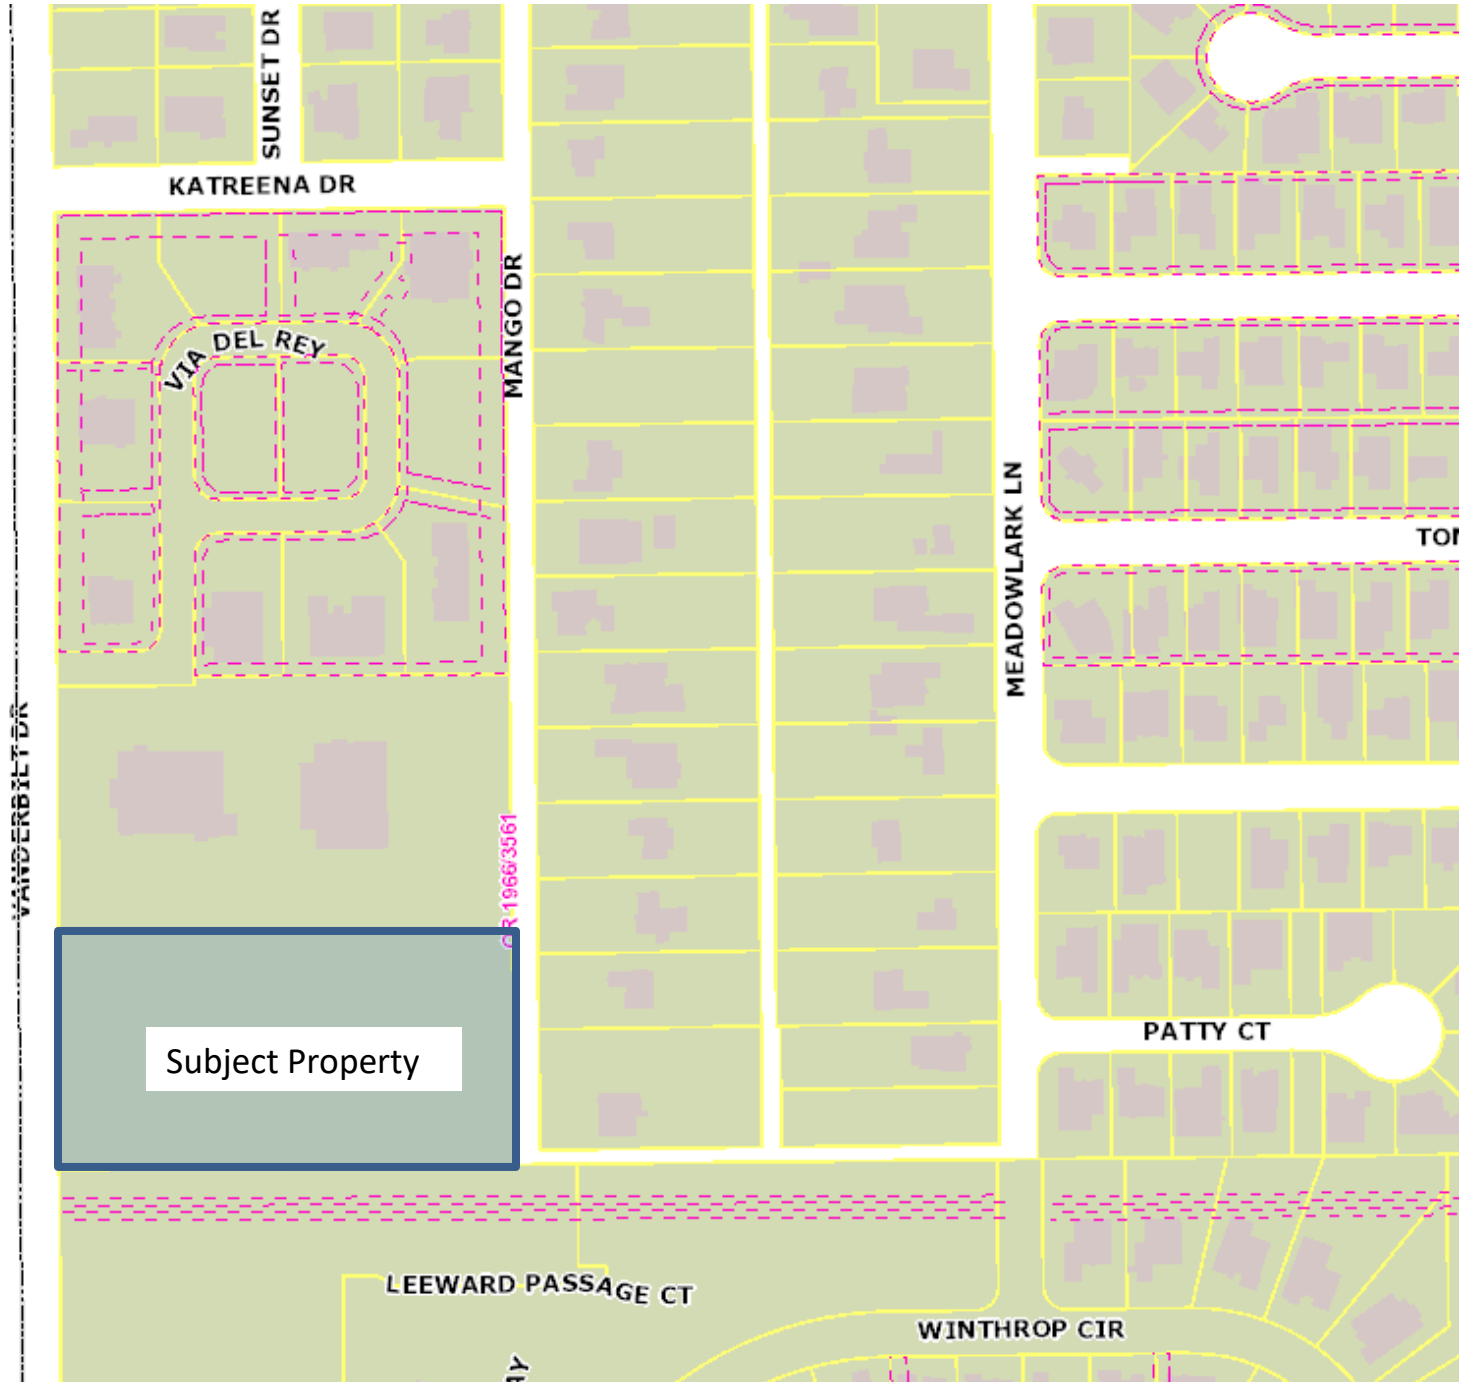 SUNSET DR
KATREENA DR
MANGO DR
VIA DEL REY
MEADOWLARK LN
VANDERBILT DR
OR 1966/3561
PATTY CT
Subject Property
LEEWARD PASSAGE CT
WINTHROP CIR